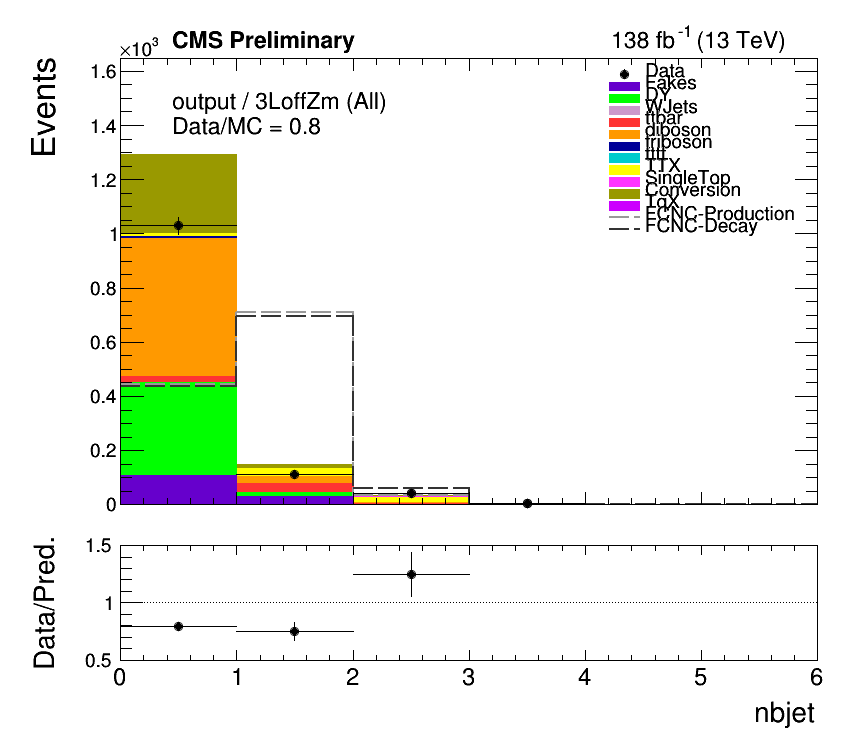 ×10³ CMS Preliminary 138 fb⁻¹ (13 TeV)
Events
output / 3LoffZm (All)
Data/MC = 0.8
Data
Fakes
DY
WJets
ttbar
diboson
triboson
tttt
TTX
SingleTop
Conversion
TqX
FCNC-Production
FCNC-Decay
1.6
1.4
1.2
1
0.8
0.6
0.4
0.2
0
Data/Pred.
1.5
1
0.5
0 1 2 3 4 5 6
nbjet